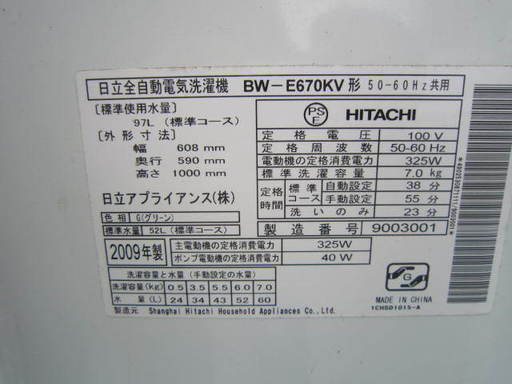 日立全自動電気洗濯機 BW-E670KV形 50-60Hz共用
[標準使用水量]
97L (標準コース)
[外形寸法]
幅 608 mm
奥行 590 mm
高さ 1000 mm
日立アプライアンス(株)
色相 G(グリーン)
標準水量 52L (標準コース)
PS
E
HITACHI
定格電圧 100 V
定格周波数 50-60 Hz
電動機の定格消費電力 325W
標準洗濯容量 7.0 kg
定格時間 標準 自動設定 38 分
コース 手動設定 55 分
洗いのみ 23 分
製造番号 9003001
2009年製
主電動機の定格消費電力 325W
ポンプ電動機の定格消費電力 40 W
洗濯容量と水量 (手動設定の水量)
洗濯容量(kg) 0.5 3.5 5.5 6.0 7.0
水量(L) 24 34 43 52 60
G
MADE IN CHINA
1CHS01015-A
製造元 Shanghai Hitachi Household Appliances Co., Ltd.